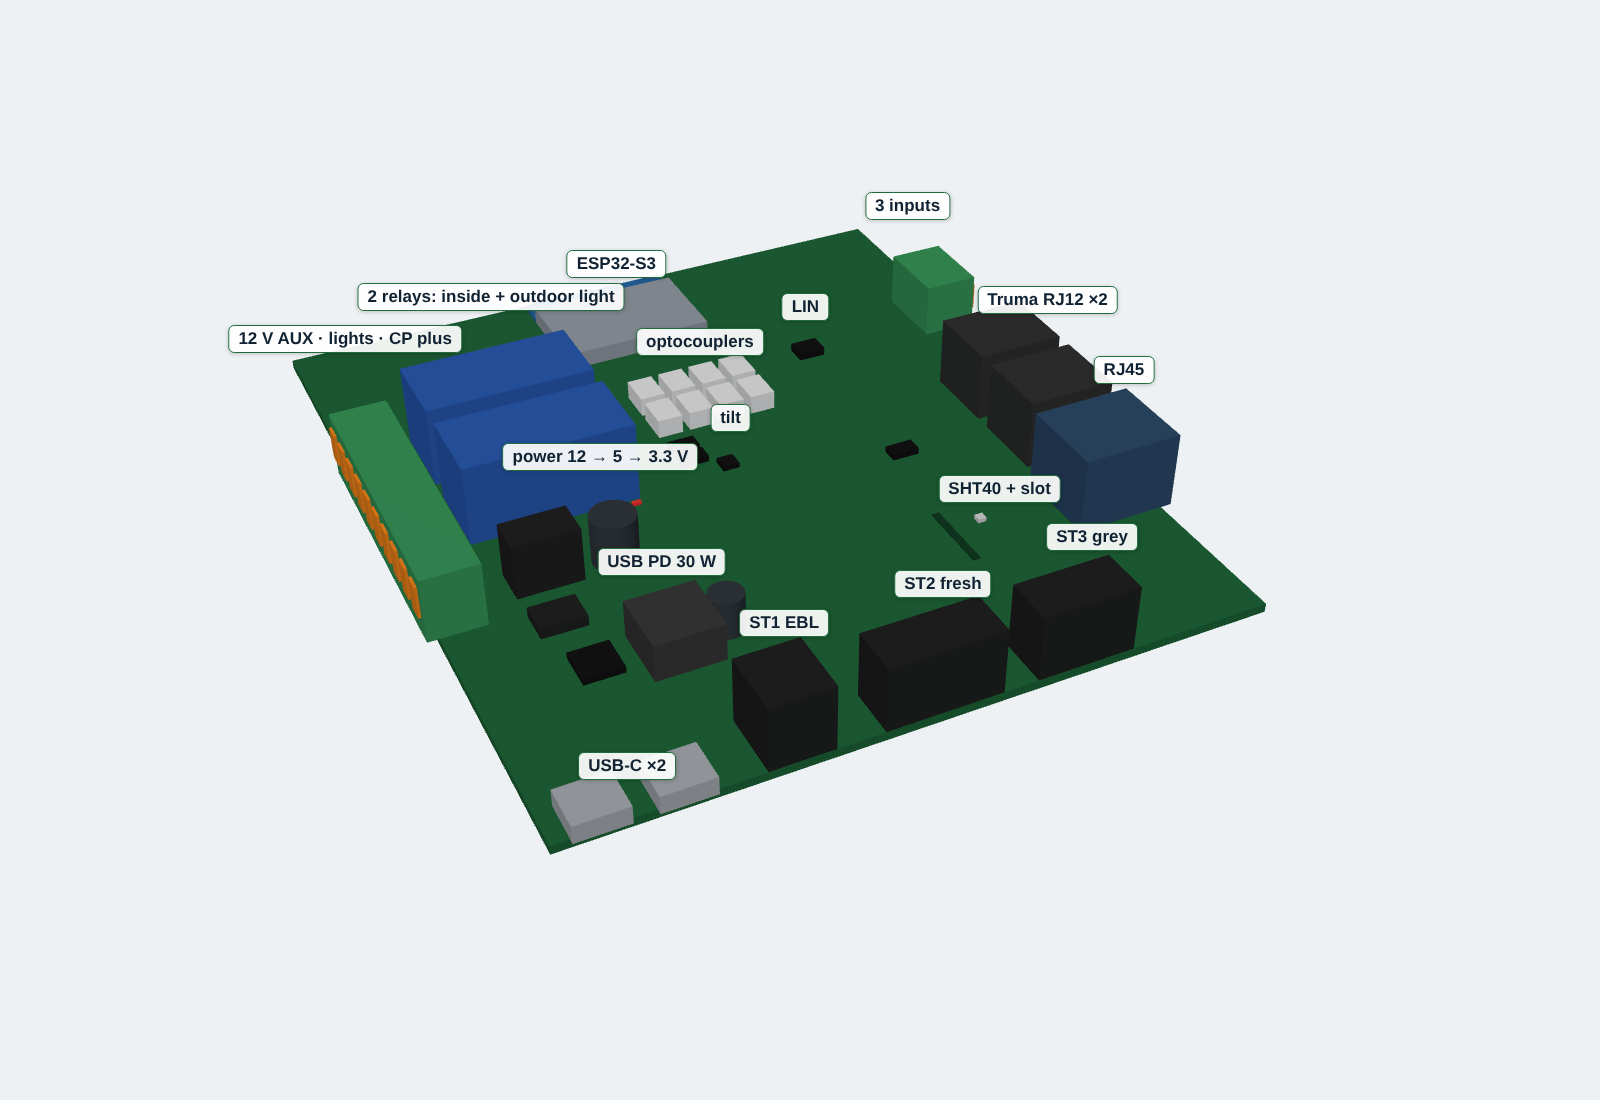 3 inputs
ESP32-S3
2 relays: inside + outdoor light
Truma RJ12 ×2
LIN
12 V AUX · lights · CP plus
optocouplers
RJ45
tilt
power 12 → 5 → 3.3 V
SHT40 + slot
ST3 grey
USB PD 30 W
ST2 fresh
ST1 EBL
USB-C ×2